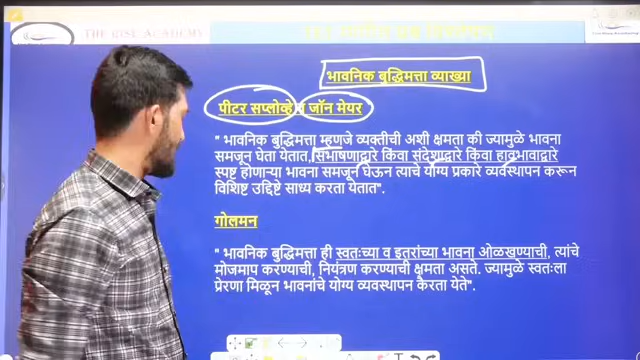 THE RISE ACADEMY
भावनिक बुद्धिमत्ता व्याख्या
पीटर सप्लोव्हे व जॉन मेयर
" भावनिक बुद्धिमत्ता म्हणजे व्यक्तीची अशी क्षमता की ज्यामुळे भावना
समजून घेता येतात,संभाषणाद्वारे किंवा संदेशाद्वारे किंवा हावभावाद्वारे
स्पष्ट होणाऱ्या भावना समजून घेऊन त्याचे योग्य प्रकारे व्यवस्थापन करून
विशिष्ट उद्दिष्टे साध्य करता येतात".
गोलमन
" भावनिक बुद्धिमत्ता ही स्वतःच्या व इतरांच्या भावना ओळखण्याची, त्यांचे
मोजमाप करण्याची, नियंत्रण करण्याची क्षमता असते. ज्यामुळे स्वतःला
प्रेरणा मिळून भावनांचे योग्य व्यवस्थापन करता येते".